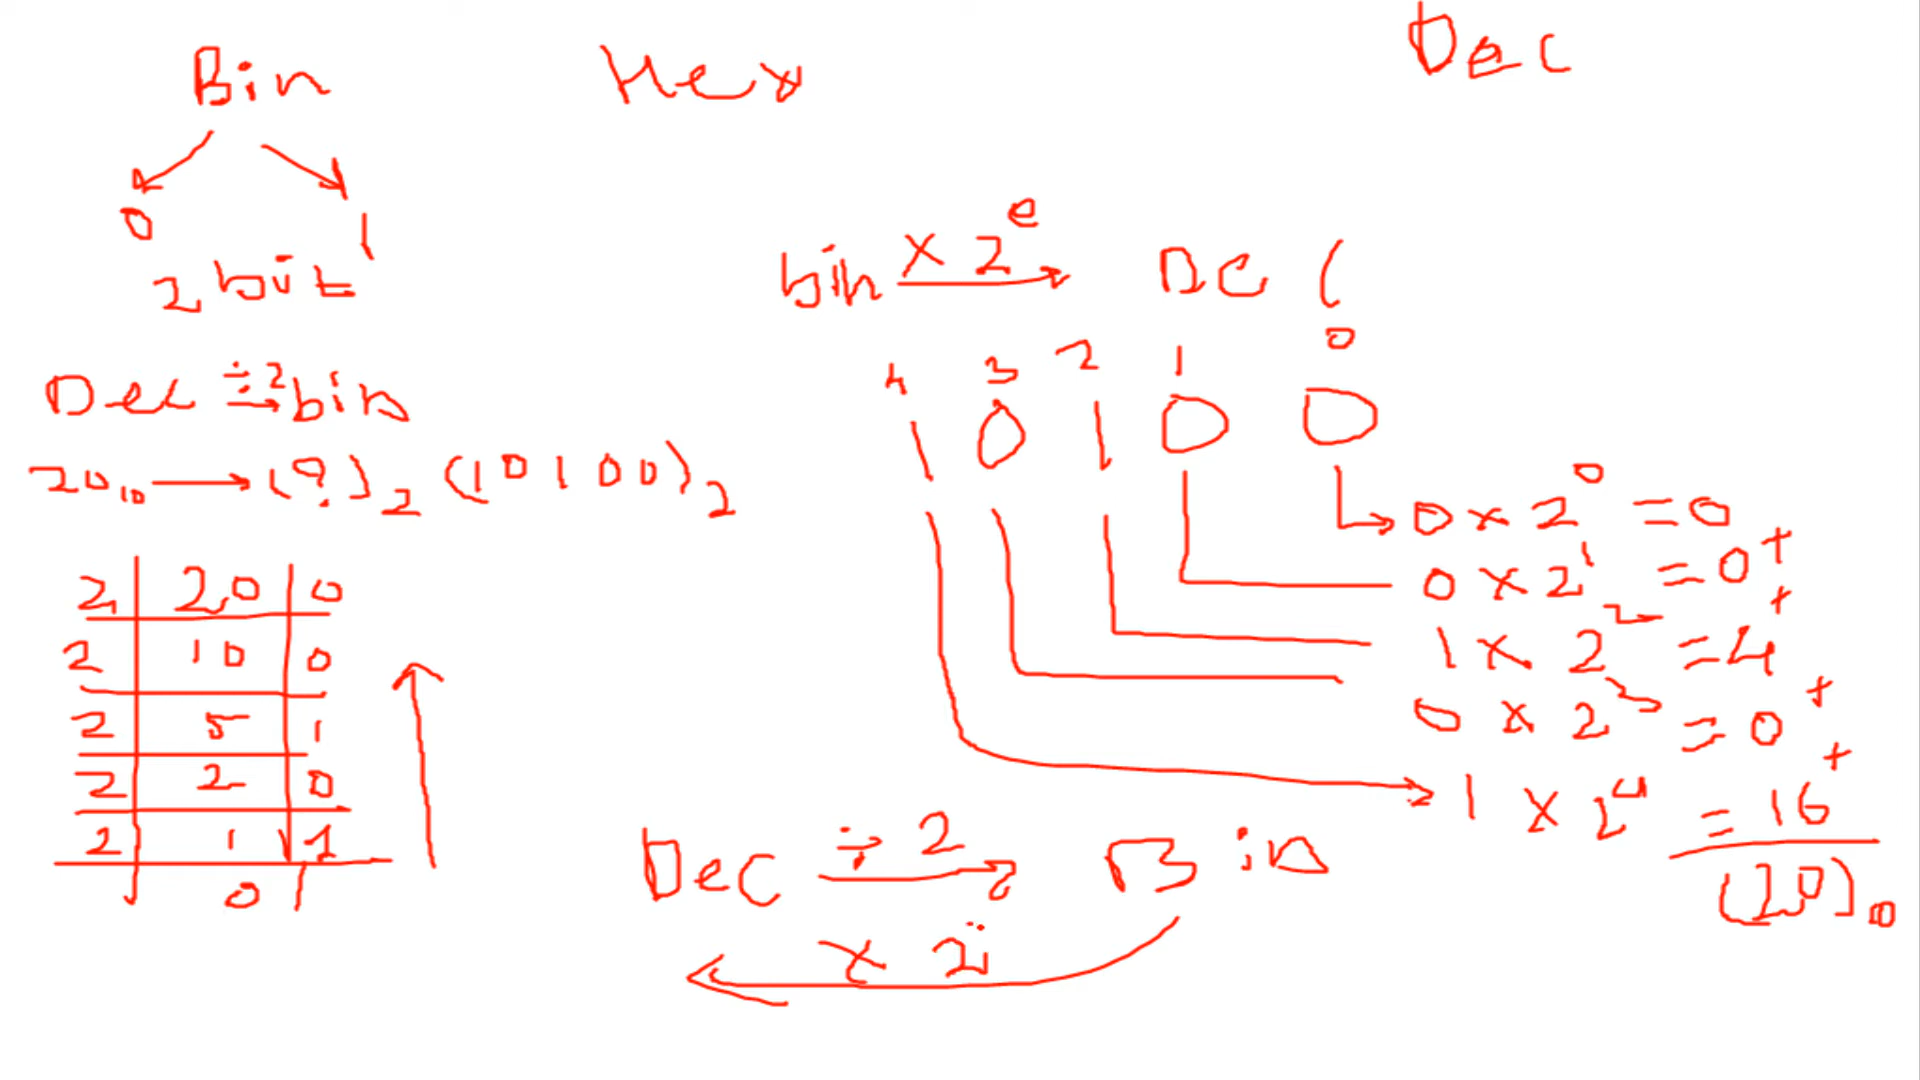 Bin Hex Dec
0 1
2 bit
bin × 2^e → DC (
Dec ÷2→ bin
4 3 2 1 0
1 0 1 0 0
20₁₀ → (?)₂ (10100)₂
0 × 2^0 = 0
0 × 2^1 = 0 +
1 × 2^2 = 4 +
0 × 2^3 = 0 +
1 × 2^4 = 16 +
(20)₁₀
2 | 20 | 0
2 | 10 | 0
2 | 5 | 1
2 | 2 | 0
2 | 1 | 1
0
Dec ÷ 2 → Bin
× 2i